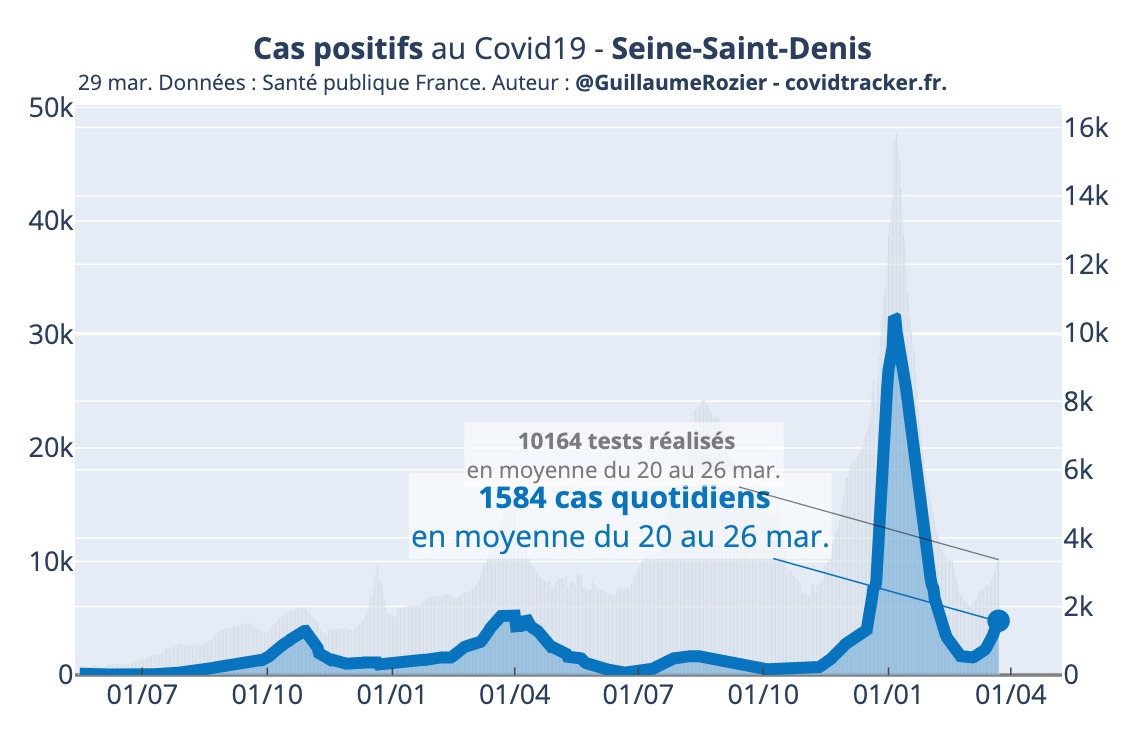 Cas positifs au Covid19 - Seine-Saint-Denis
29 mar. Données : Santé publique France. Auteur : @GuillaumeRozier - covidtracker.fr.
50k
16k
14k
40k
12k
30k
10k
8k
10164 tests réalisés
20k
en moyenne du 20 au 26 mar.
6k
1584 cas quotidiens
en moyenne du 20 au 26 mar.
4k
10k
2k
0
0
01/07 01/10 01/01 01/04 01/07 01/10 01/01 01/04